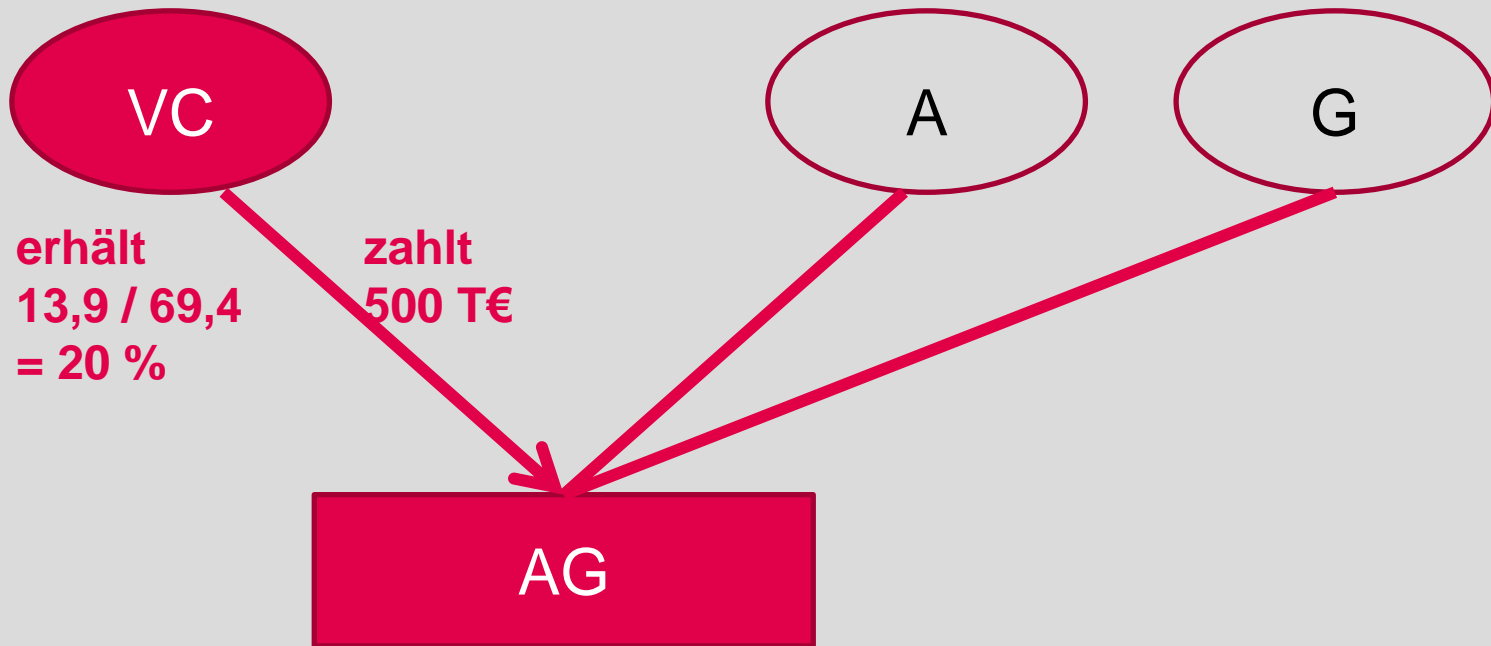 VC
A
G
erhält
13,9 / 69,4
= 20 %
zahlt
500 T€
AG